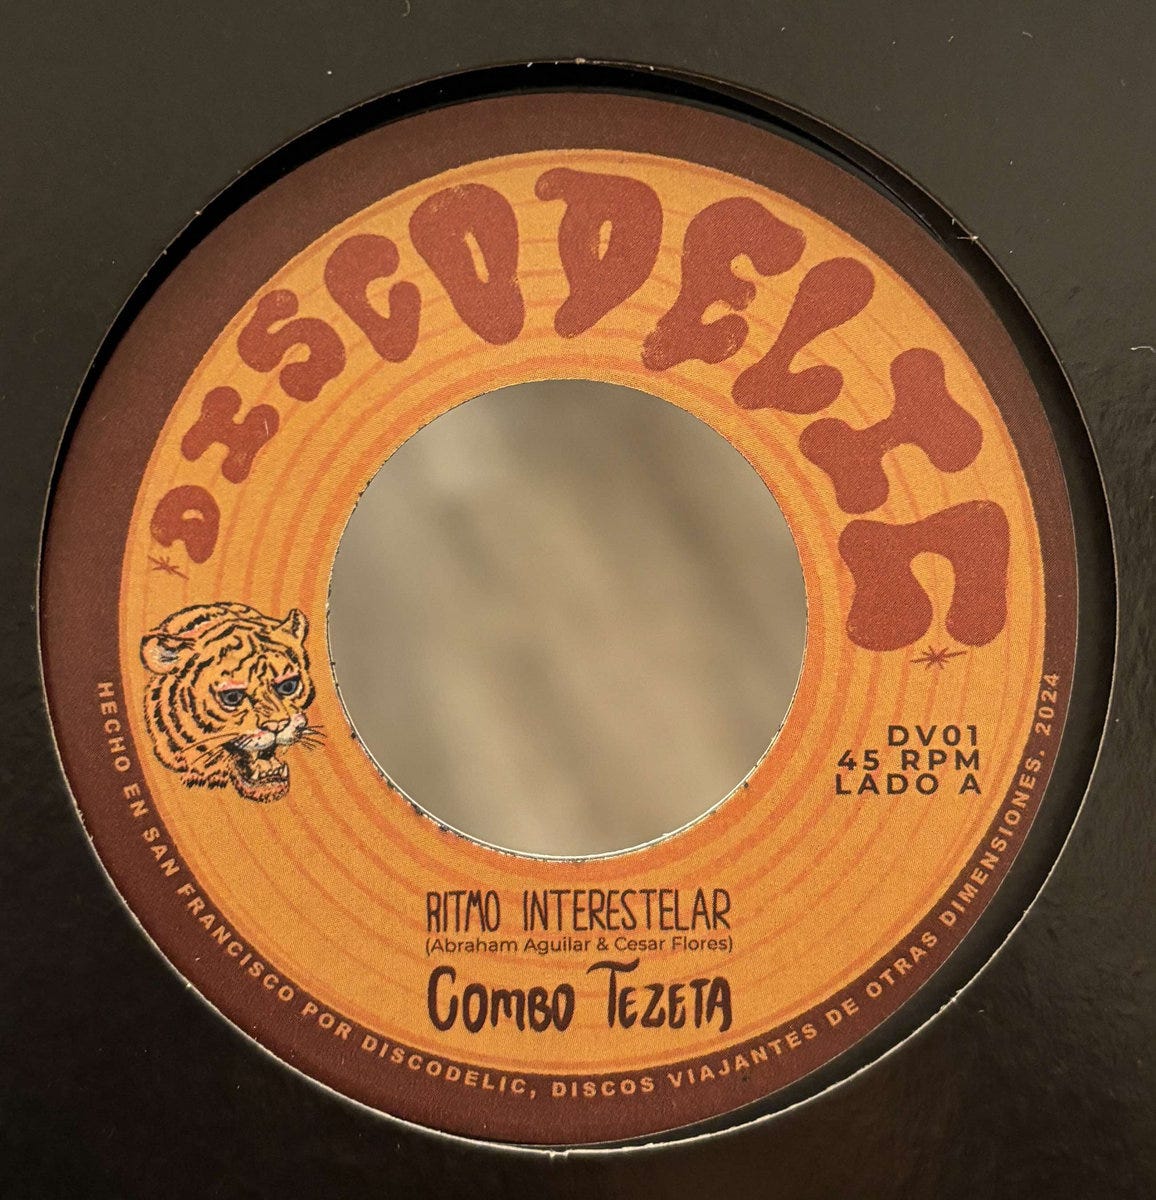 DISCODELIC
DV01
45 RPM
LADO A
RITMO INTERESTELAR
(Abraham Aguilar & Cesar Flores)
COMBO TEZETA
HECHO EN SAN FRANCISCO POR DISCODELIC, DISCOS VIAJANTES DE OTRAS DIMENSIONES. 2024